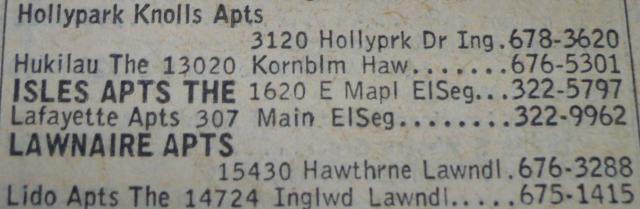 Hollypark Knolls Apts
3120 Hollyprk Dr Ing.678-3620
Hukilau The 13020 Kornblm Haw.......676-5301
ISLES APTS THE 1620 E Mapl ElSeg...322-5797
Lafayette Apts 307 Main ElSeg........322-9962
LAWNAIRE APTS
15430 Hawthrne Lawndl.676-3288
Lido Apts The 14724 Inglwd Lawndl.....675-1415